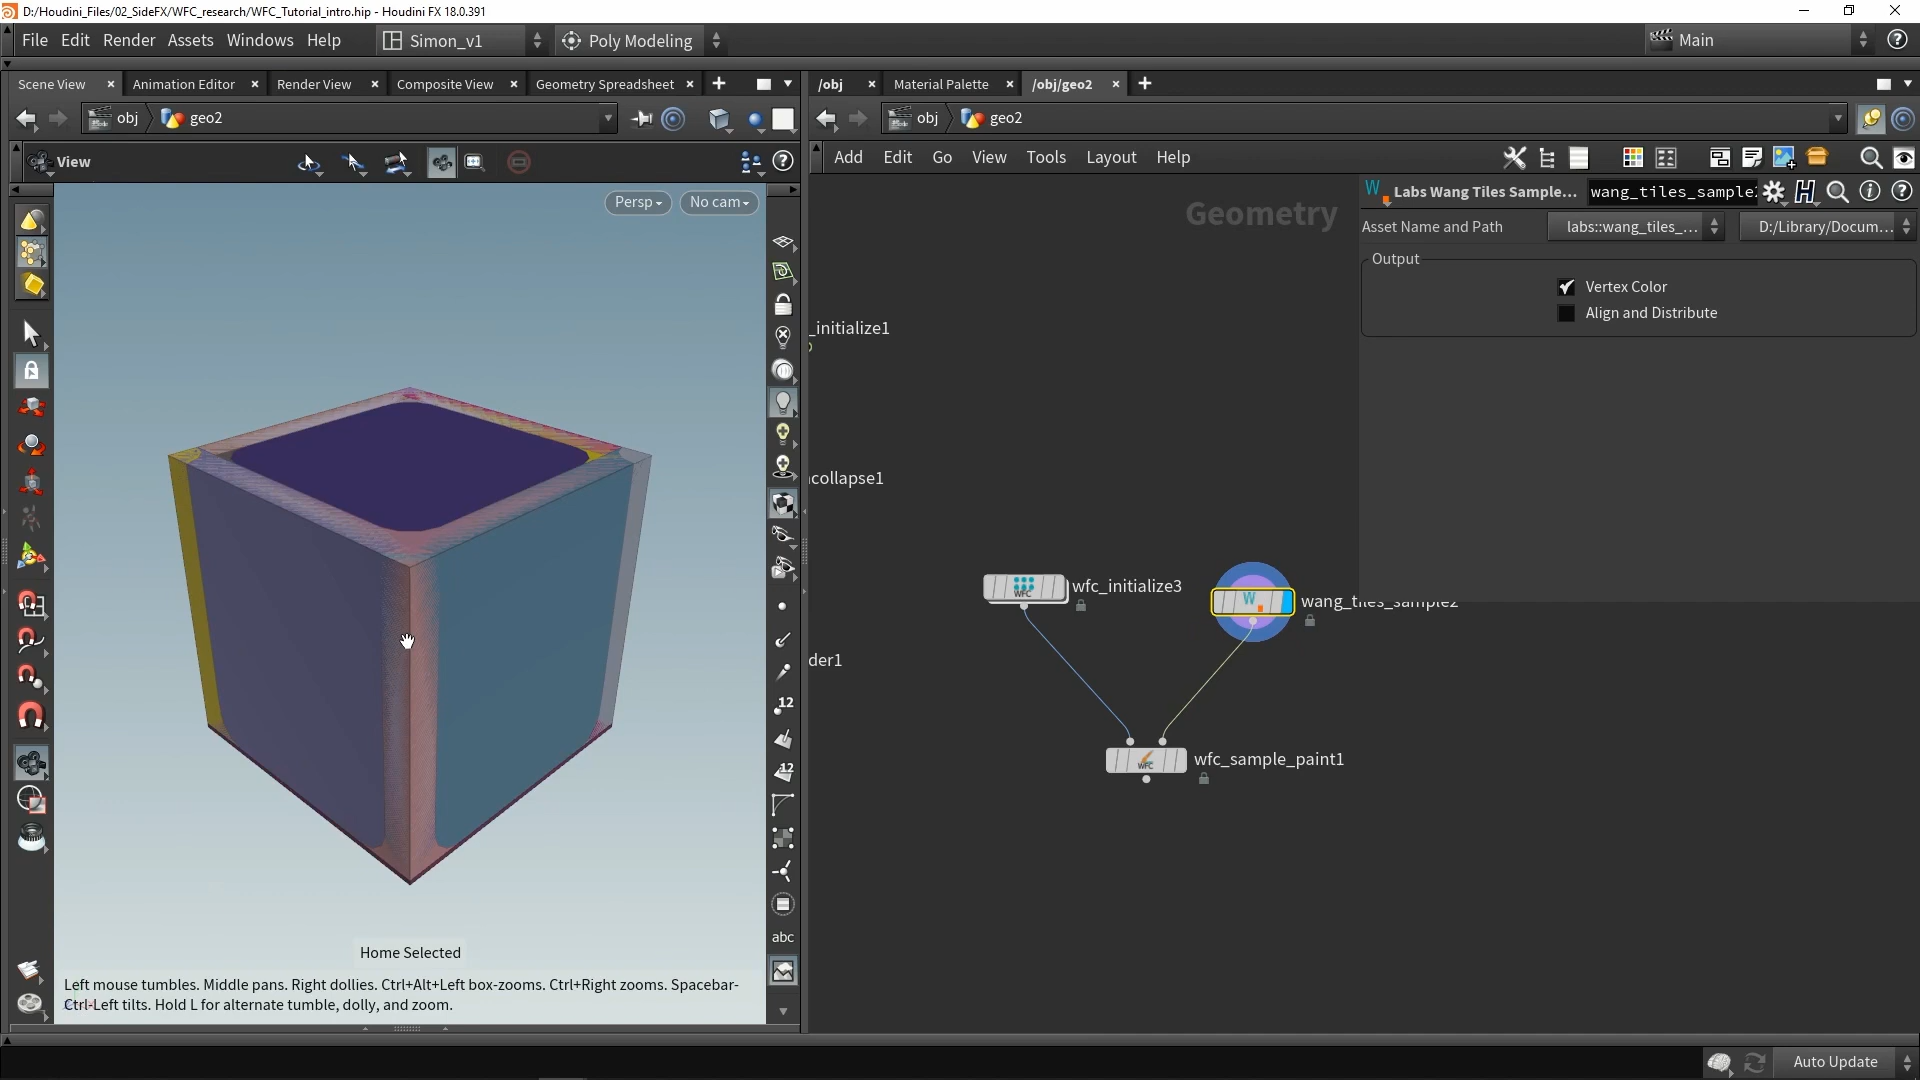 D:/Houdini_Files/02_SideFX/WFC_research/WFC_Tutorial_intro.hip - Houdini FX 18.0.391
File Edit Render Assets Windows Help Simon_v1 Poly Modeling Main
Scene View Animation Editor Render View Composite View Geometry Spreadsheet
/obj Material Palette /obj/geo2
obj geo2
obj geo2
View
Add Edit Go View Tools Layout Help
Persp No cam
Geometry
Labs Wang Tiles Sample... wang_tiles_sample2
Asset Name and Path labs::wang_tiles_... D:/Library/Docum...
Output
Vertex Color
Align and Distribute
_initialize1
collapse1
WFC
wfc_initialize3
W
wang_tiles_sample2
der1
12
WFC
wfc_sample_paint1
12
abc
Home Selected
Left mouse tumbles. Middle pans. Right dollies. Ctrl+Alt+Left box-zooms. Ctrl+Right zooms. Spacebar-
Ctrl-Left tilts. Hold L for alternate tumble, dolly, and zoom.
Auto Update